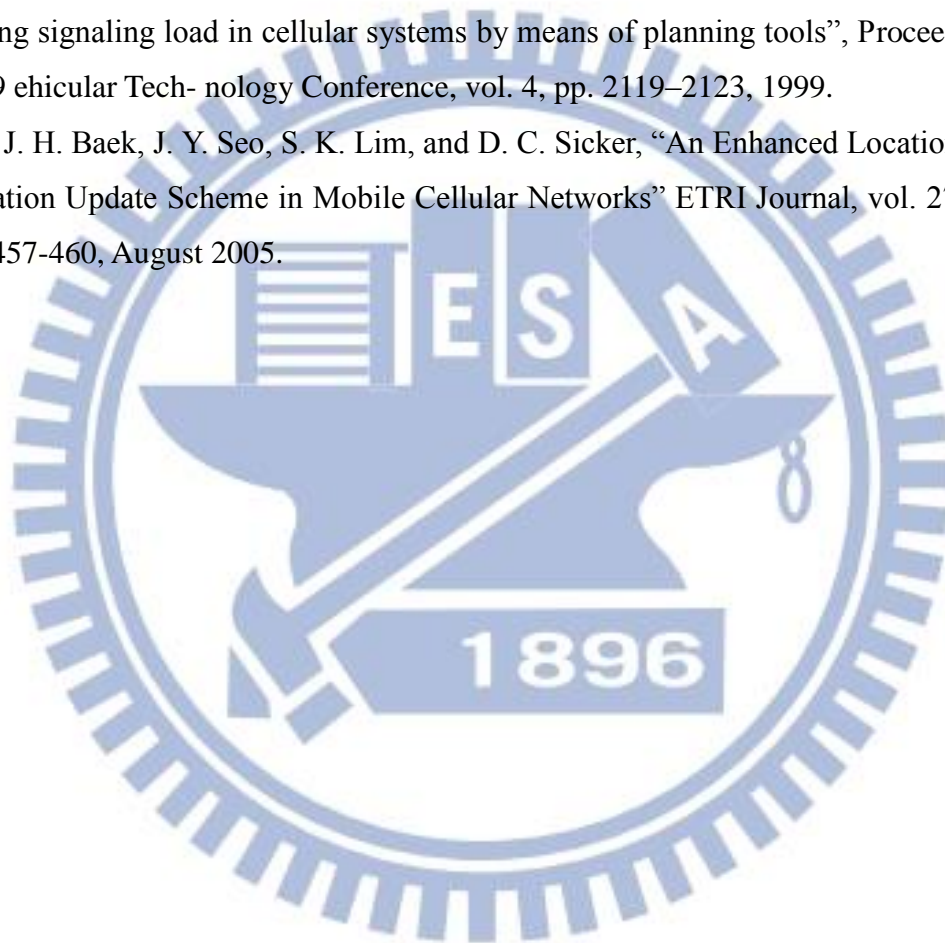 ng signaling load in cellular systems by means of planning tools”, Procee
9 ehicular Tech- nology Conference, vol. 4, pp. 2119–2123, 1999.
J. H. Baek, J. Y. Seo, S. K. Lim, and D. C. Sicker, “An Enhanced Locatio
ation Update Scheme in Mobile Cellular Networks” ETRI Journal, vol. 2
457-460, August 2005.
E S A
1896